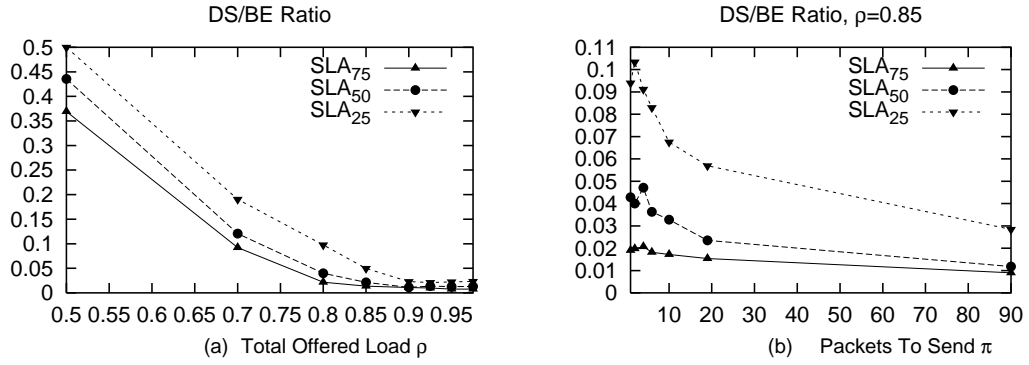 DS/BE Ratio
0.5
0.45
0.4
0.35
0.3
0.25
0.2
0.15
0.1
0.05
0
SLA75
SLA50
SLA25
0.5 0.55 0.6 0.65 0.7 0.75 0.8 0.85 0.9 0.95
(a) Total Offered Load ρ
DS/BE Ratio, ρ=0.85
0.11
0.1
0.09
0.08
0.07
0.06
0.05
0.04
0.03
0.02
0.01
0
SLA75
SLA50
SLA25
10 20 30 40 50 60 70 80 90
(b) Packets To Send π